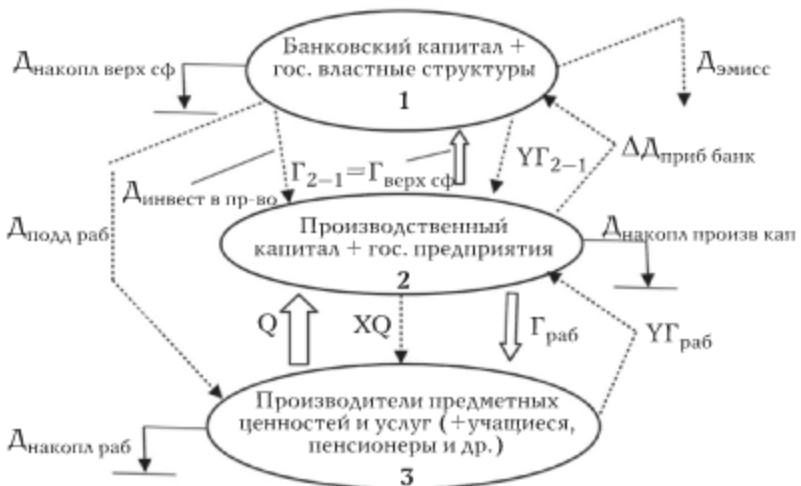 Банковский капитал +
гос. властные структуры
1
Днакопл верх сф
Дэмисс
Г2–1=Гверх сф
YГ2–1
ΔДприб банк
Динвест в пр-во
Дподд раб
Производственный
капитал + гос. предприятия
2
Днакопл произв кап
Q
XQ
Граб
YГраб
Производители предметных
ценностей и услуг (+учащиеся,
пенсионеры и др.)
3
Днакопл раб